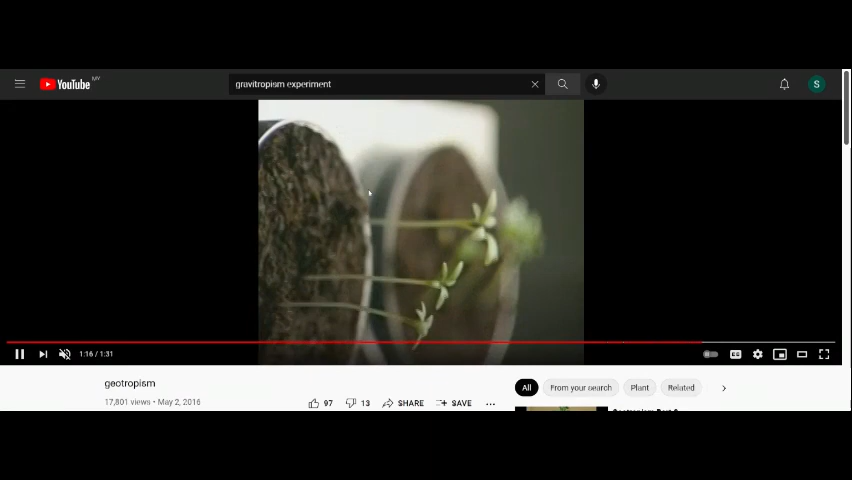 YouTube MY
gravitropism experiment
S
1:16 / 1:31
geotropism
17,801 views • May 2, 2016
97
13
SHARE
SAVE
All
From your search
Plant
Related